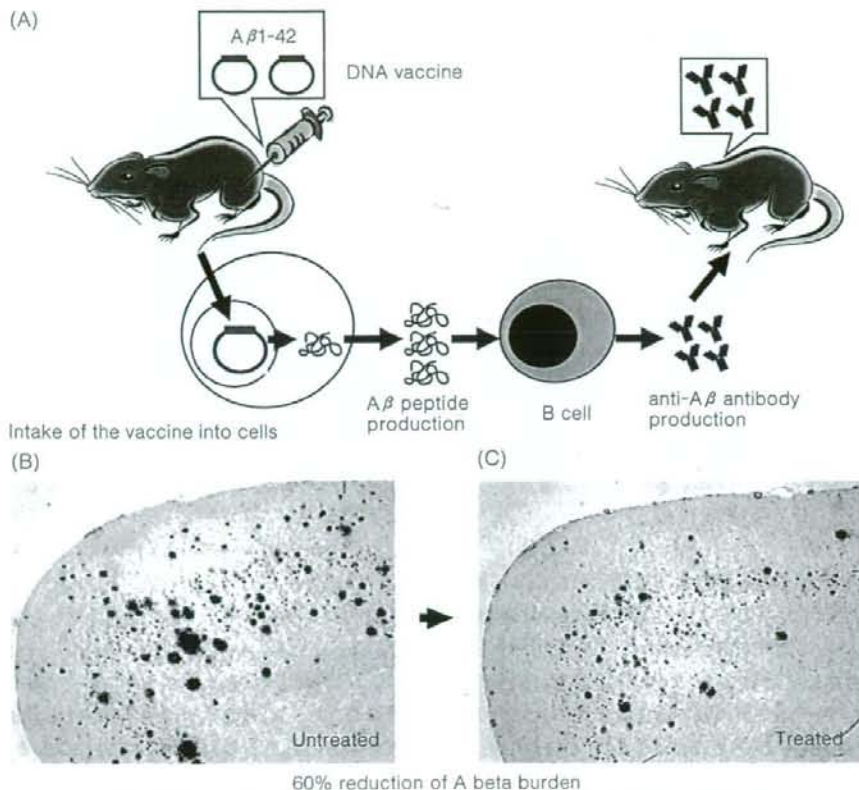 (A)
Aβ1-42
DNA vaccine
Aβ peptide
production
B cell
anti-Aβ antibody
production
Intake of the vaccine into cells
(B)
(C)
Untreated
Treated
60% reduction of A beta burden